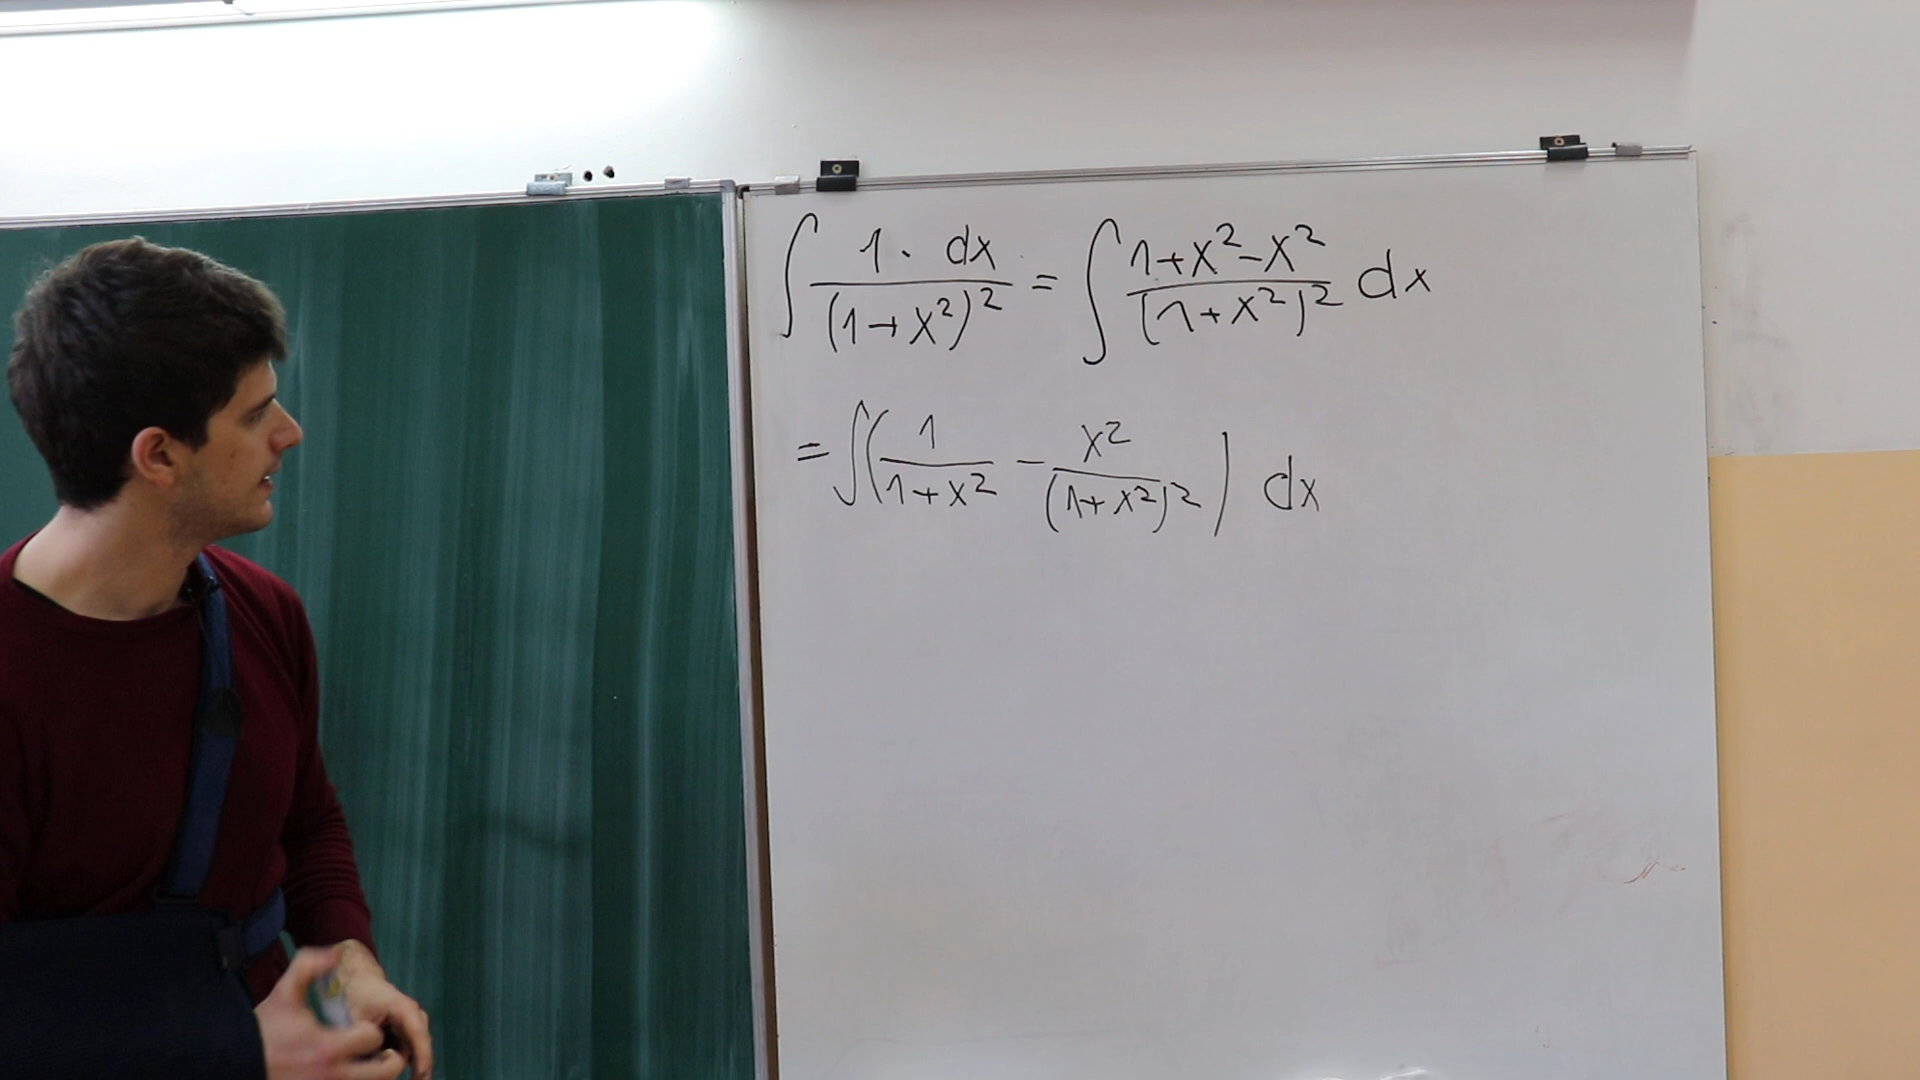 ∫ 1· dx / (1+x²)² = ∫ 1+x²-x² / (1+x²)² dx
= ∫( 1 / 1+x² - x² / (1+x²)² ) dx